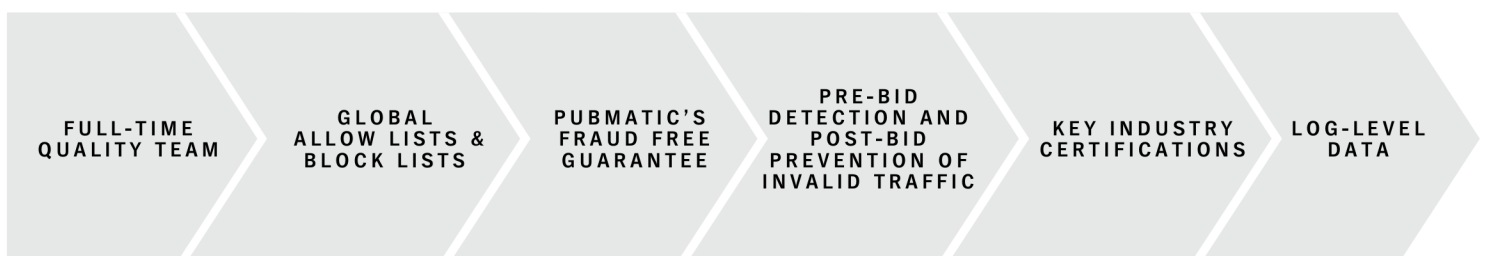 FULL-TIME
QUALITY TEAM
GLOBAL
ALLOW LISTS &
BLOCK LISTS
PUBMATIC'S
FRAUD FREE
GUARANTEE
PRE-BID
DETECTION AND
POST-BID
PREVENTION OF
INVALID TRAFFIC
KEY INDUSTRY
CERTIFICATIONS
LOG-LEVEL
DATA